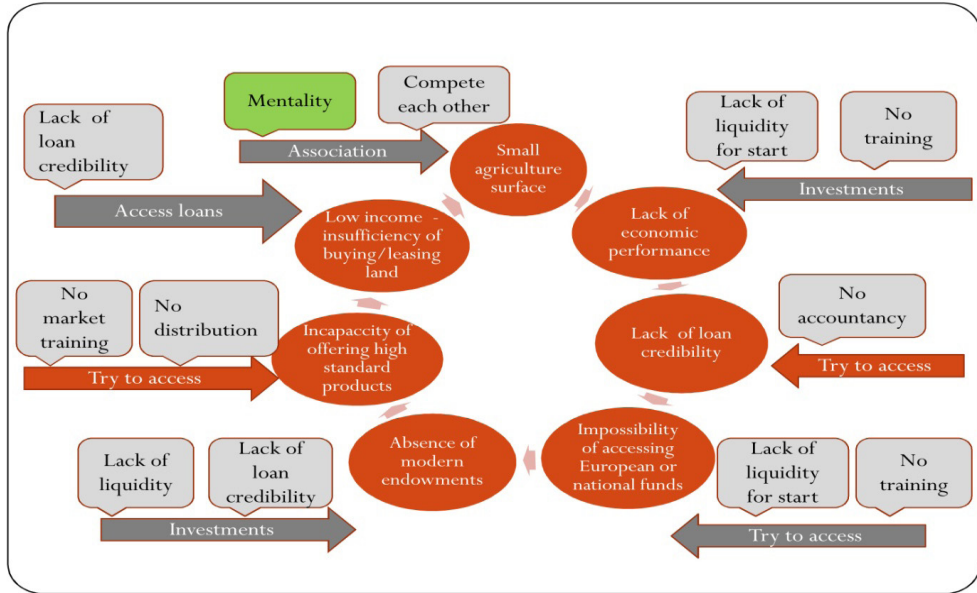 Mentality
Compete
each other
Association
Lack of
loan
credibility
Access loans
Small
agriculture
surface
Lack of
liquidity
for start
No
training
Investments
Low income -
insufficiency of
buying/leasing
land
Lack of
economic
performance
No
market
training
No
distribution
Try to access
Incapaccity of
offering high
standard
products
Lack of loan
credibility
No
accountancy
Try to access
Lack of
liquidity
Lack of
loan
credibility
Investments
Absence of
modern
endowments
Impossibility
of accessing
European or
national funds
Lack of
liquidity
for start
No
training
Try to access